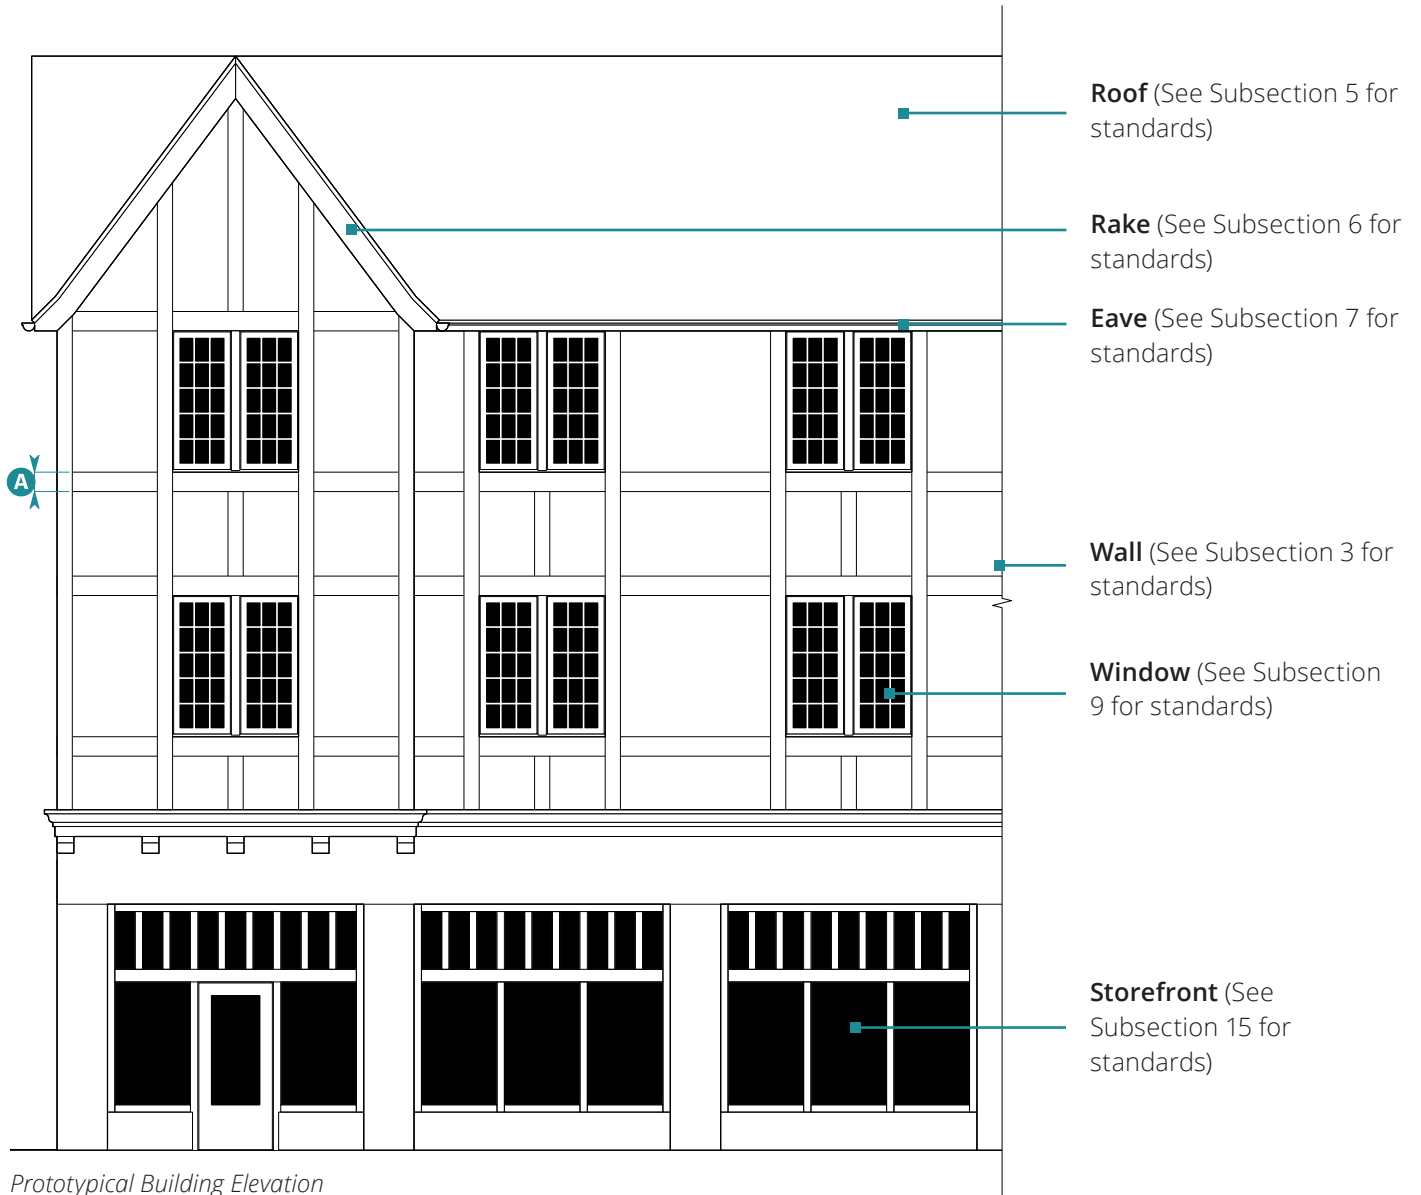 Roof (See Subsection 5 for
standards)
Rake (See Subsection 6 for
standards)
Eave (See Subsection 7 for
standards)
A
Wall (See Subsection 3 for
standards)
Window (See Subsection
9 for standards)
Storefront (See
Subsection 15 for
standards)
Prototypical Building Elevation